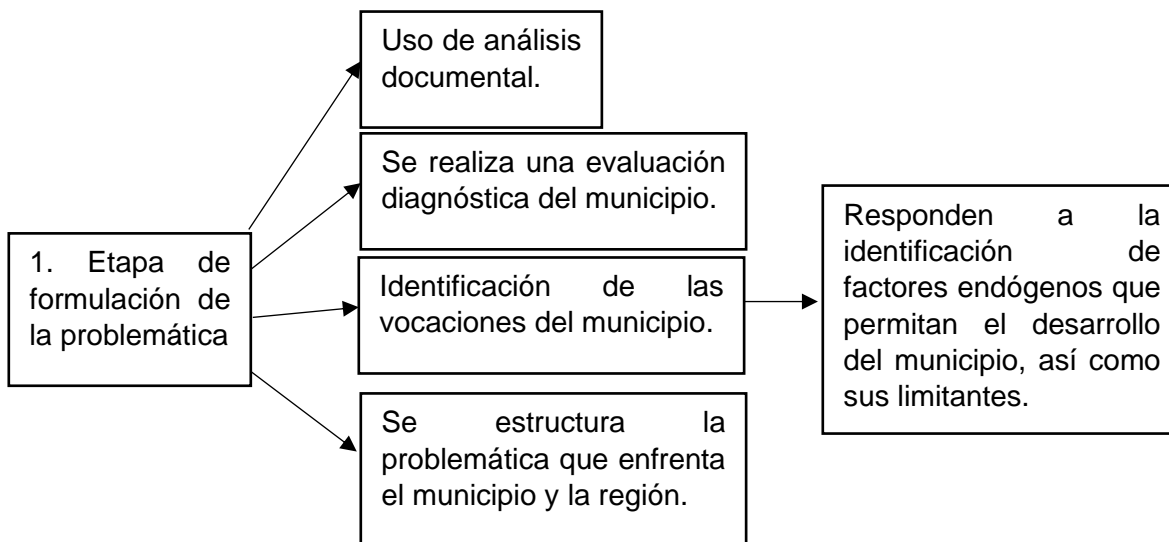 1. Etapa de
formulación de
la problemática
Uso de análisis
documental.
Se realiza una evaluación
diagnóstica del municipio.
Identificación de las
vocaciones del municipio.
Se estructura la
problemática que enfrenta
el municipio y la región.
Responden a la
identificación de
factores endógenos que
permitan el desarrollo
del municipio, así como
sus limitantes.